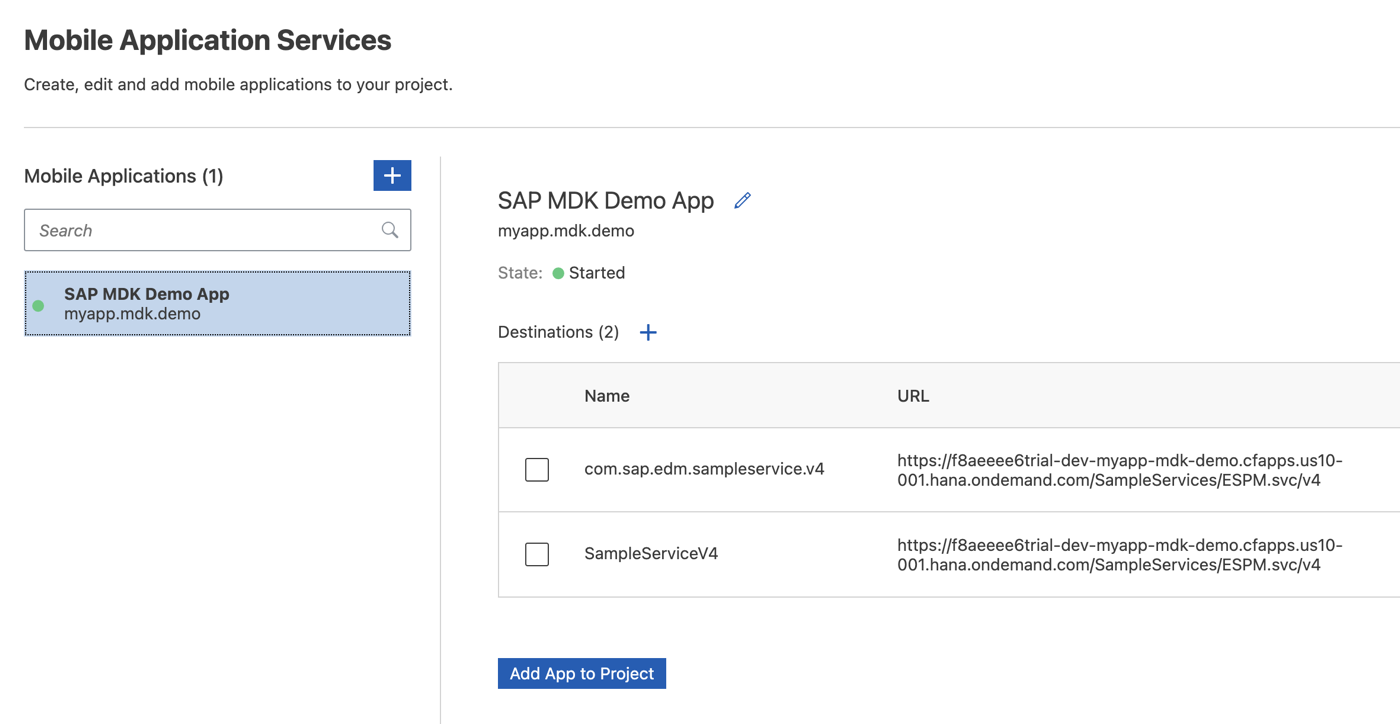 Mobile Application Services
Create, edit and add mobile applications to your project.
Mobile Applications (1)
Search
SAP MDK Demo App
myapp.mdk.demo
SAP MDK Demo App
myapp.mdk.demo
State: Started
Destinations (2)
Name URL
com.sap.edm.sampleservice.v4 https://f8aeeee6trial-dev-myapp-mdk-demo.cfapps.us10-
001.hana.ondemand.com/SampleServices/ESPM.svc/v4
SampleServiceV4 https://f8aeeee6trial-dev-myapp-mdk-demo.cfapps.us10-
001.hana.ondemand.com/SampleServices/ESPM.svc/v4
Add App to Project